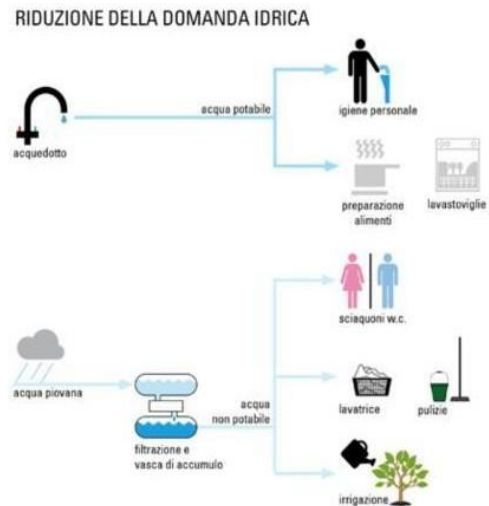 RIDUZIONE DELLA DOMANDA IDRICA
acquedotto
acqua potabile
igiene personale
preparazione
alimenti
lavastoviglie
sciaquoni w.c.
acqua piovana
filtrazione e
vasca di accumulo
acqua
non potabile
lavatrice
pulizie
irrigazione